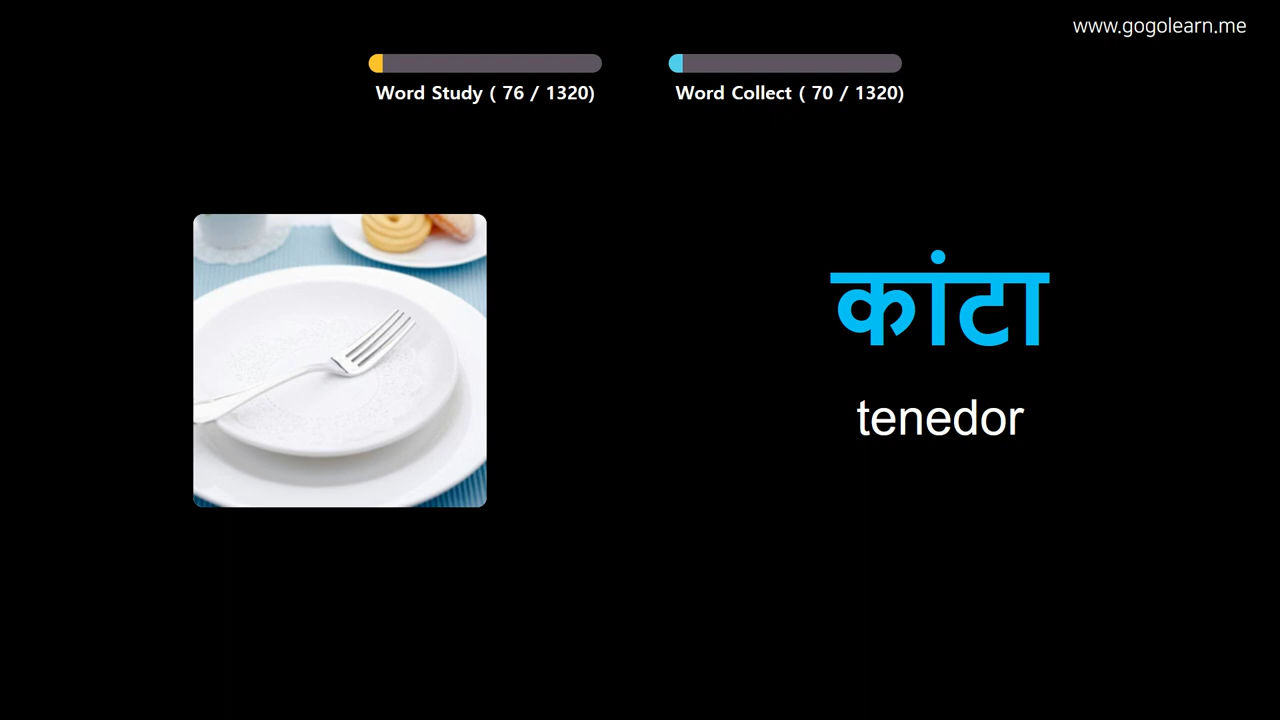 www.gogolearn.me
Word Study ( 76 / 1320)
Word Collect ( 70 / 1320)
कांटा
tenedor